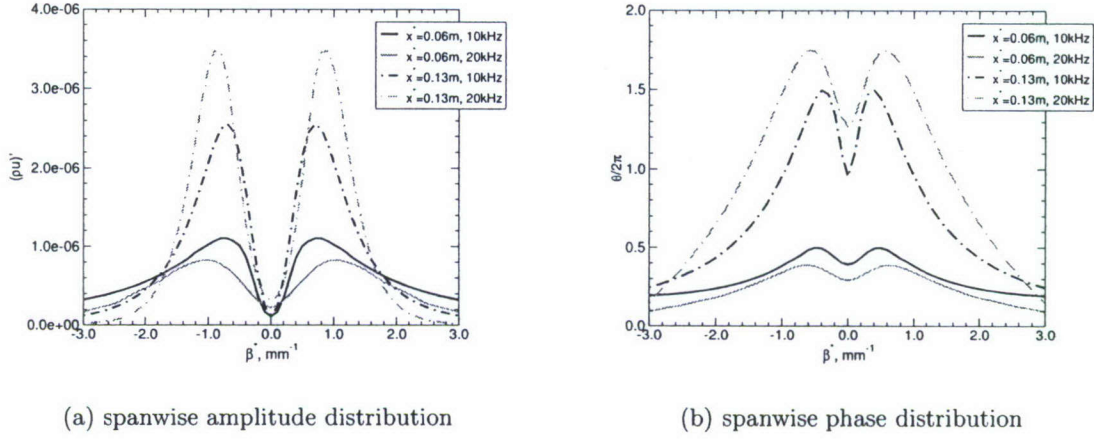 4.0e-06
3.0e-06
2.0e-06
1.0e-06
0.0e+00
(ρu)'
-3.0 -2.0 -1.0 0.0 1.0 2.0 3.0
β*, mm⁻¹
x*=0.06m, 10kHz
x*=0.06m, 20kHz
x*=0.13m, 10kHz
x*=0.13m, 20kHz
(a) spanwise amplitude distribution
2.0
1.5
1.0
0.5
0.0
θ/2π
-3.0 -2.0 -1.0 0.0 1.0 2.0 3.0
β*, mm⁻¹
x*=0.06m, 10kHz
x*=0.06m, 20kHz
x*=0.13m, 10kHz
x*=0.13m, 20kHz
(b) spanwise phase distribution